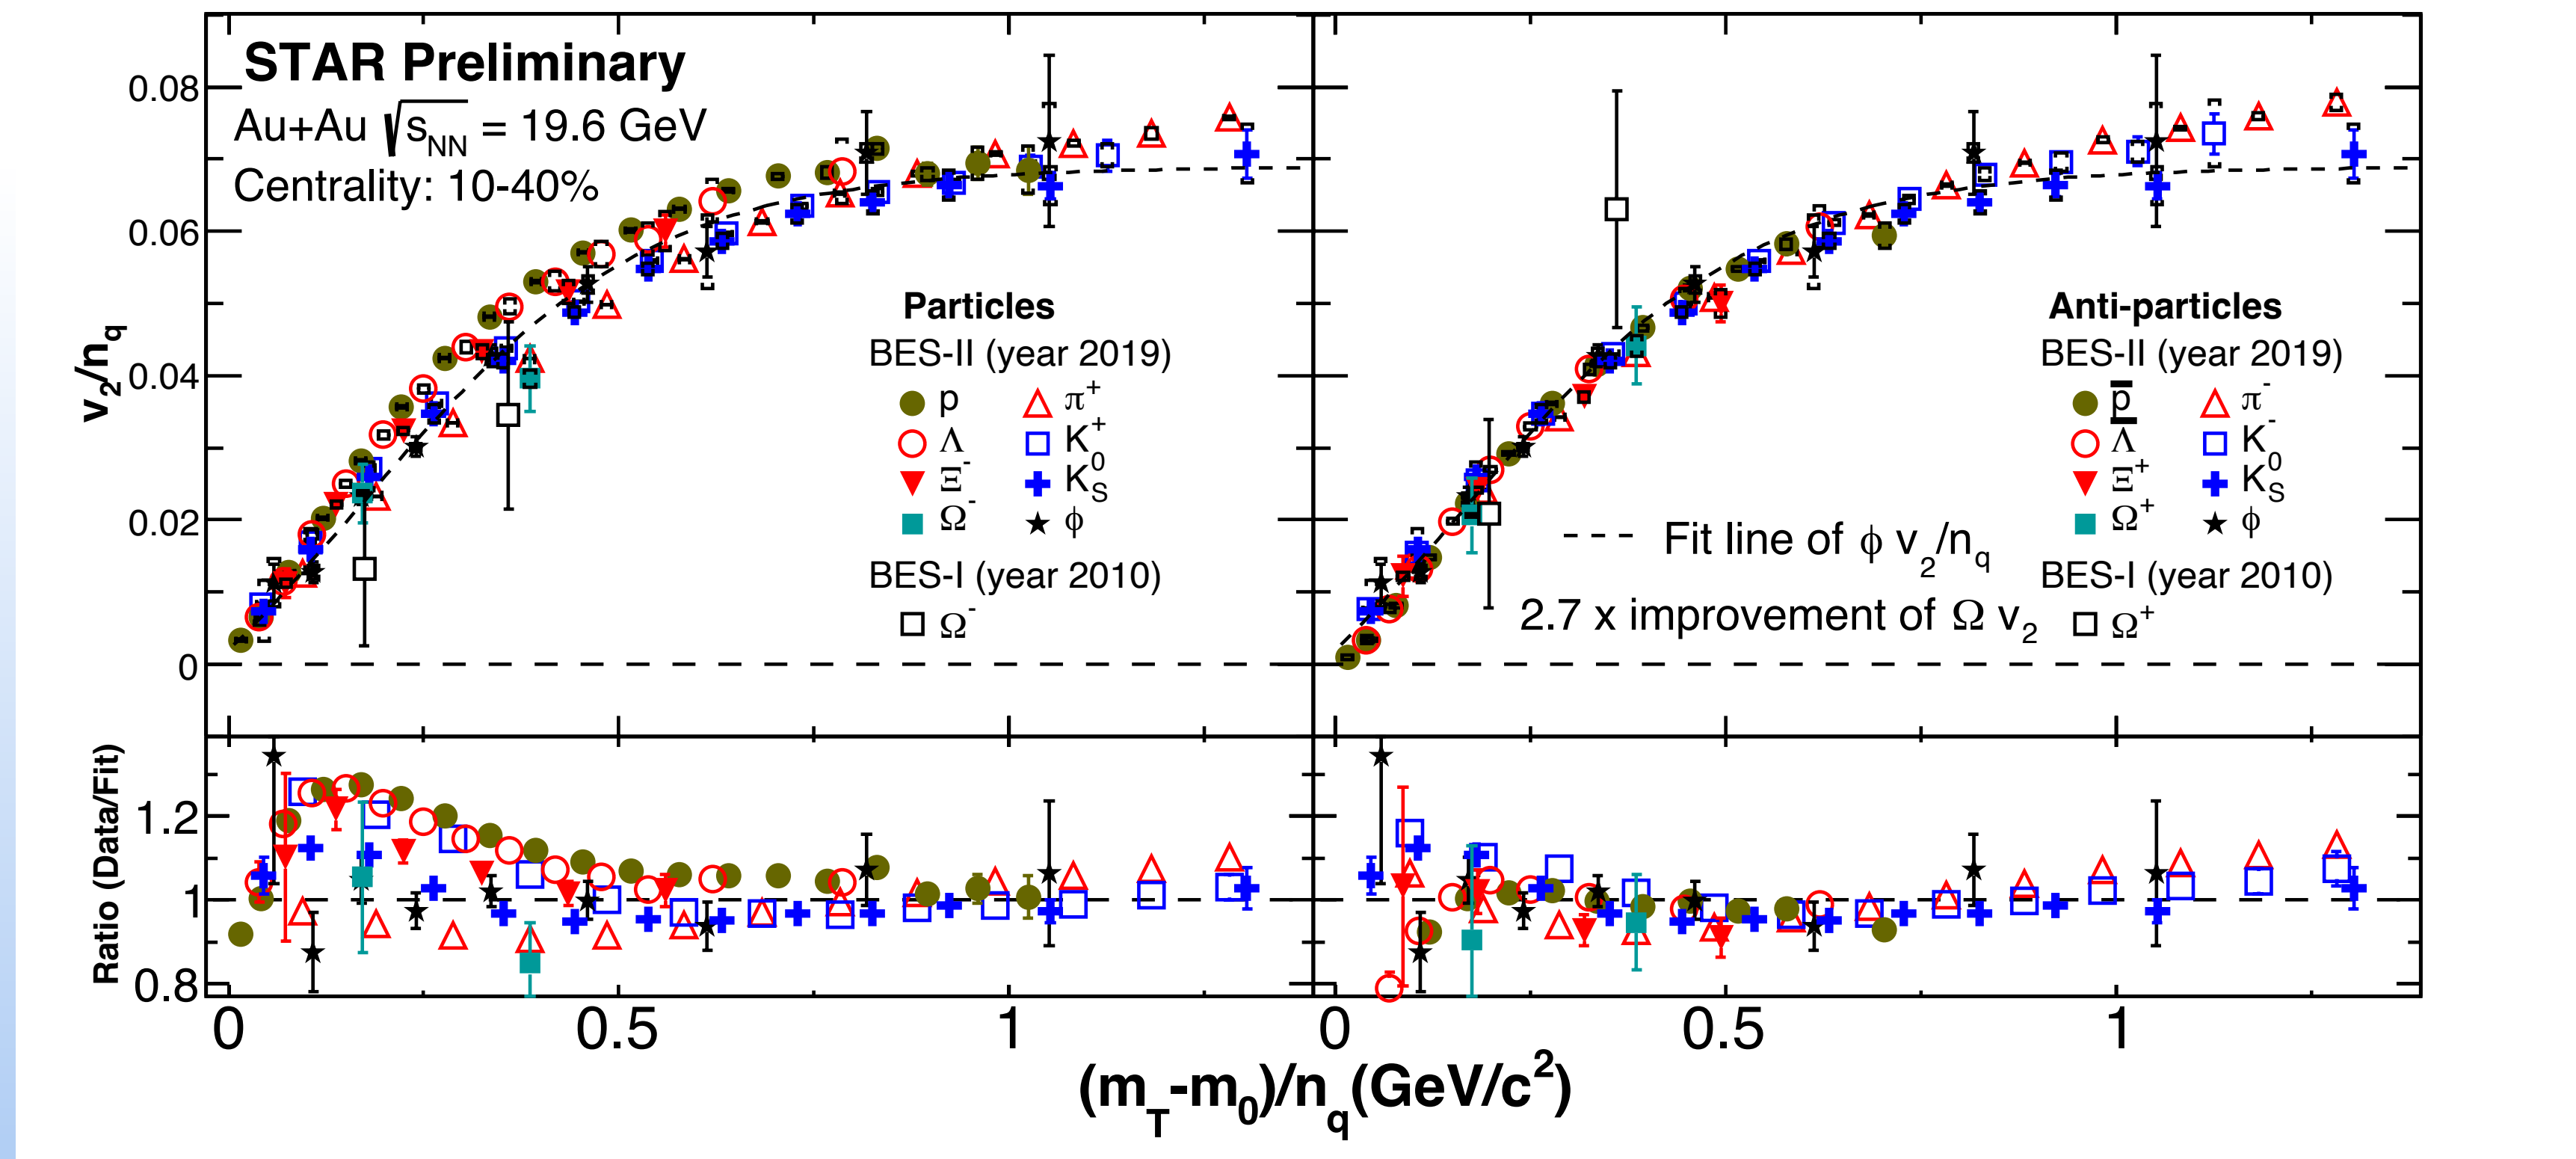 STAR Preliminary
Au+Au √sNN = 19.6 GeV
Centrality: 10-40%
v2/nq
0.08
0.06
0.04
0.02
0
Particles
BES-II (year 2019)
p π+
Λ K+
Ξ- K0S
Ω- ϕ
BES-I (year 2010)
Ω-
Anti-particles
BES-II (year 2019)
p̅ π-
Λ̅ K-
Ξ+ K0S
Ω+ ϕ
BES-I (year 2010)
Ω+
Fit line of ϕ v2/nq
2.7 x improvement of Ω v2
Ratio (Data/Fit)
1.2
1
0.8
0 0.5 1 0 0.5 1
(mT-m0)/nq(GeV/c2)